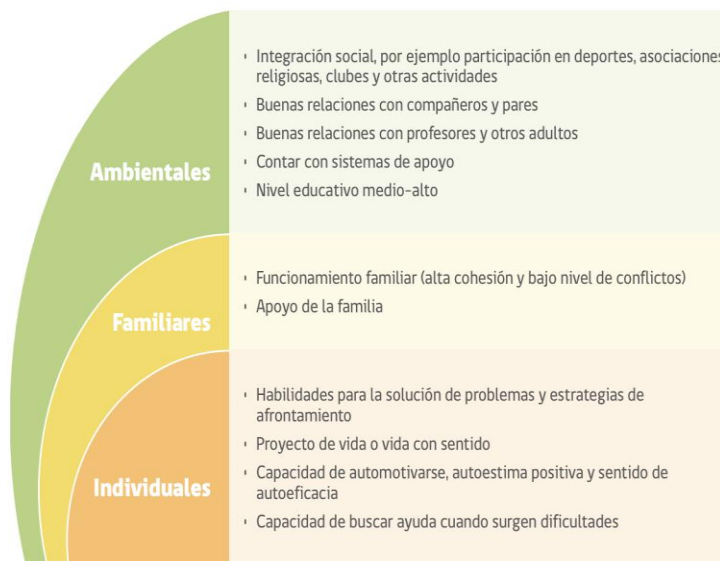 Ambientales
· Integración social, por ejemplo participación en deportes, asociaciones
religiosas, clubes y otras actividades
· Buenas relaciones con compañeros y pares
· Buenas relaciones con profesores y otros adultos
· Contar con sistemas de apoyo
· Nivel educativo medio-alto
Familiares
· Funcionamiento familiar (alta cohesión y bajo nivel de conflictos)
· Apoyo de la familia
Individuales
· Habilidades para la solución de problemas y estrategias de
afrontamiento
· Proyecto de vida o vida con sentido
· Capacidad de automotivarse, autoestima positiva y sentido de
autoeficacia
· Capacidad de buscar ayuda cuando surgen dificultades